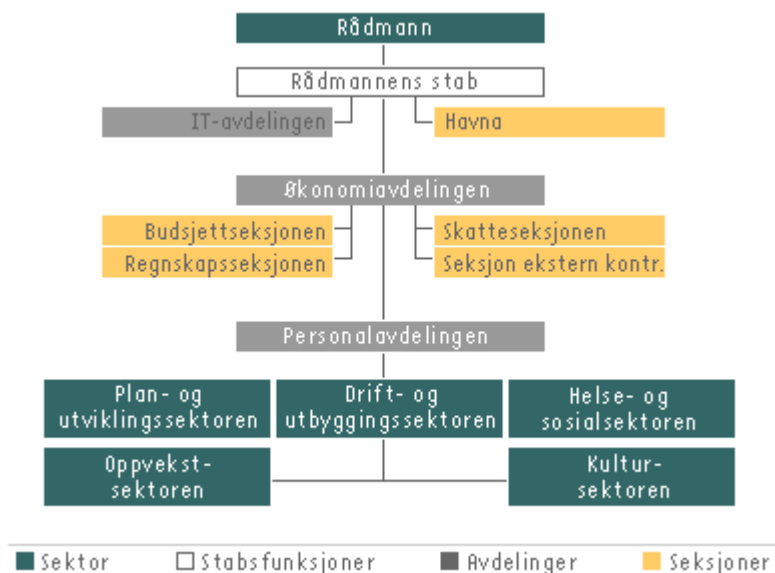 Rådmann
Rådmannens stab
IT-avdelingen
Havna
Økonomiavdelingen
Budsjettseksjonen
Skatteseksjonen
Regnskapsseksjonen
Seksjon ekstern kontr.
Personalavdelingen
Plan- og
utviklingssektoren
Drift- og
utbyggingssektoren
Helse- og
sosialsektoren
Oppvekst-
sektoren
Kultur-
sektoren
Sektor
Stabsfunksjoner
Avdelinger
Seksjoner